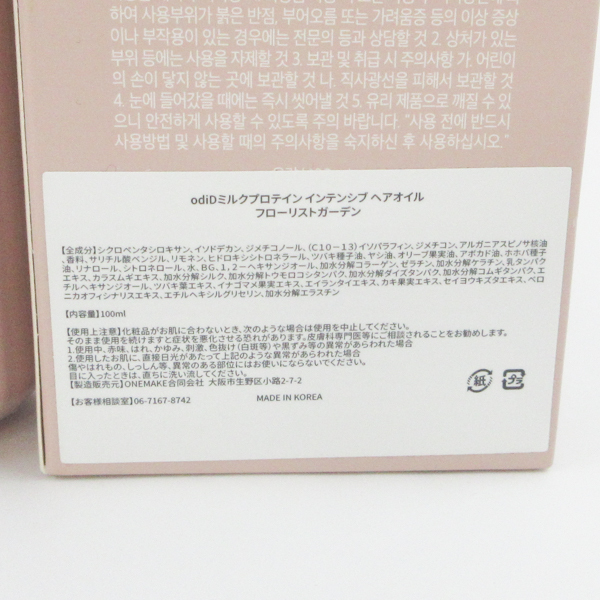 하여 사용부위가 붉은 반점, 부어오름 또는 가려움증 등의 이상 증상
이나 부작용이 있는 경우에는 전문의 등과 상담할 것 2. 상처가 있는
부위 등에는 사용을 자제할 것 3. 보관 및 취급 시 주의사항 가. 어린이
의 손이 닿지 않는 곳에 보관할 것 나. 직사광선을 피해서 보관할 것
4. 눈에 들어갔을 때에는 즉시 씻어낼 것 5. 유리 제품으로 깨질 수 있
으니 안전하게 사용할 수 있도록 주의 바랍니다. "사용 전에 반드시
사용방법 및 사용할 때의 주의사항을 숙지하신 후 사용하십시오."
odiDミルクプロテイン インテンシブ ヘアオイル
フローリストガーデン
【全成分】シクロペンタシロキサン, イソドデカン, ジメチコノール, (C10-13)イソパラフィン, ジメチコン, アルガニアスピノサ核油
, 香料, サリチル酸ベンジル, リモネン, ヒドロキシシトロネラール, ツバキ種子油, ヤシ油, オリーブ果実油, アボカド油, ホホバ種子
油, リナロール, シトロネロール, 水, BG, 1, 2-ヘキサンジオール, 加水分解コラーゲン, ゼラチン, 加水分解ケラチン, 乳タンパク
エキス, カラスムギエキス, 加水分解シルク, 加水分解トウモロコシタンパク, 加水分解ダイズタンパク, 加水分解コムギタンパク, エ
チルヘキサンジオール, ツバキ葉エキス, イナゴマメ果実エキス, エイランタイエキス, カキ果実エキス, セイヨウキズタエキス, ベロ
ニカオフィシナリスエキス, エチルヘキシルグリセリン, 加水分解エラスチン
【内容量】100ml
【使用上注意】化粧品がお肌に合わないとき、次のような場合は使用を中止してください。
そのまま使用を続けますと症状を悪化させる恐れがあります。皮膚科専門医等にご相談されることをお勧めします。
1.使用中、赤味、はれ、かゆみ、刺激、色抜け(白斑等)や黒ずみ等の異常があらわれた場合
2.使用したお肌に、直接日光があたって上記のような異常があらわれた場合
傷やはれもの、しっしん等、異常のある部位にはお使いにならないでください。
目に入ったときは、直ちに洗い流してください。
【製造販売元】ONEMAKE合同会社 大阪市生野区小路2-7-2
紙 プラ
【お客様相談室】06-7167-8742 MADE IN KOREA